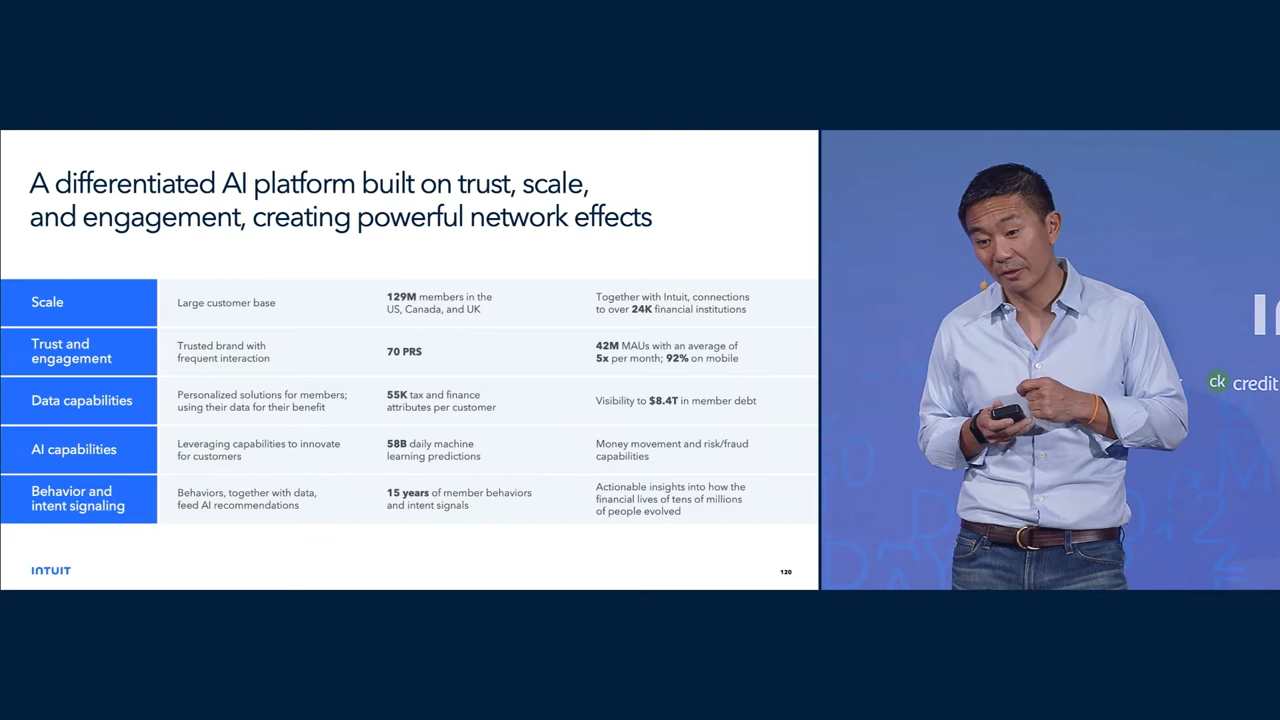 A differentiated AI platform built on trust, scale,
and engagement, creating powerful network effects
Scale
Large customer base
129M members in the
US, Canada, and UK
Together with Intuit, connections
to over 24K financial institutions
Trust and
engagement
Trusted brand with
frequent interaction
70 PRS
42M MAUs with an average of
5x per month; 92% on mobile
Data capabilities
Personalized solutions for members;
using their data for their benefit
55K tax and finance
attributes per customer
Visibility to $8.4T in member debt
AI capabilities
Leveraging capabilities to innovate
for customers
58B daily machine
learning predictions
Money movement and risk/fraud
capabilities
Behavior and
intent signaling
Behaviors, together with data,
feed AI recommendations
15 years of member behaviors
and intent signals
Actionable insights into how the
financial lives of tens of millions
of people evolved
INTUIT
120
ck credit